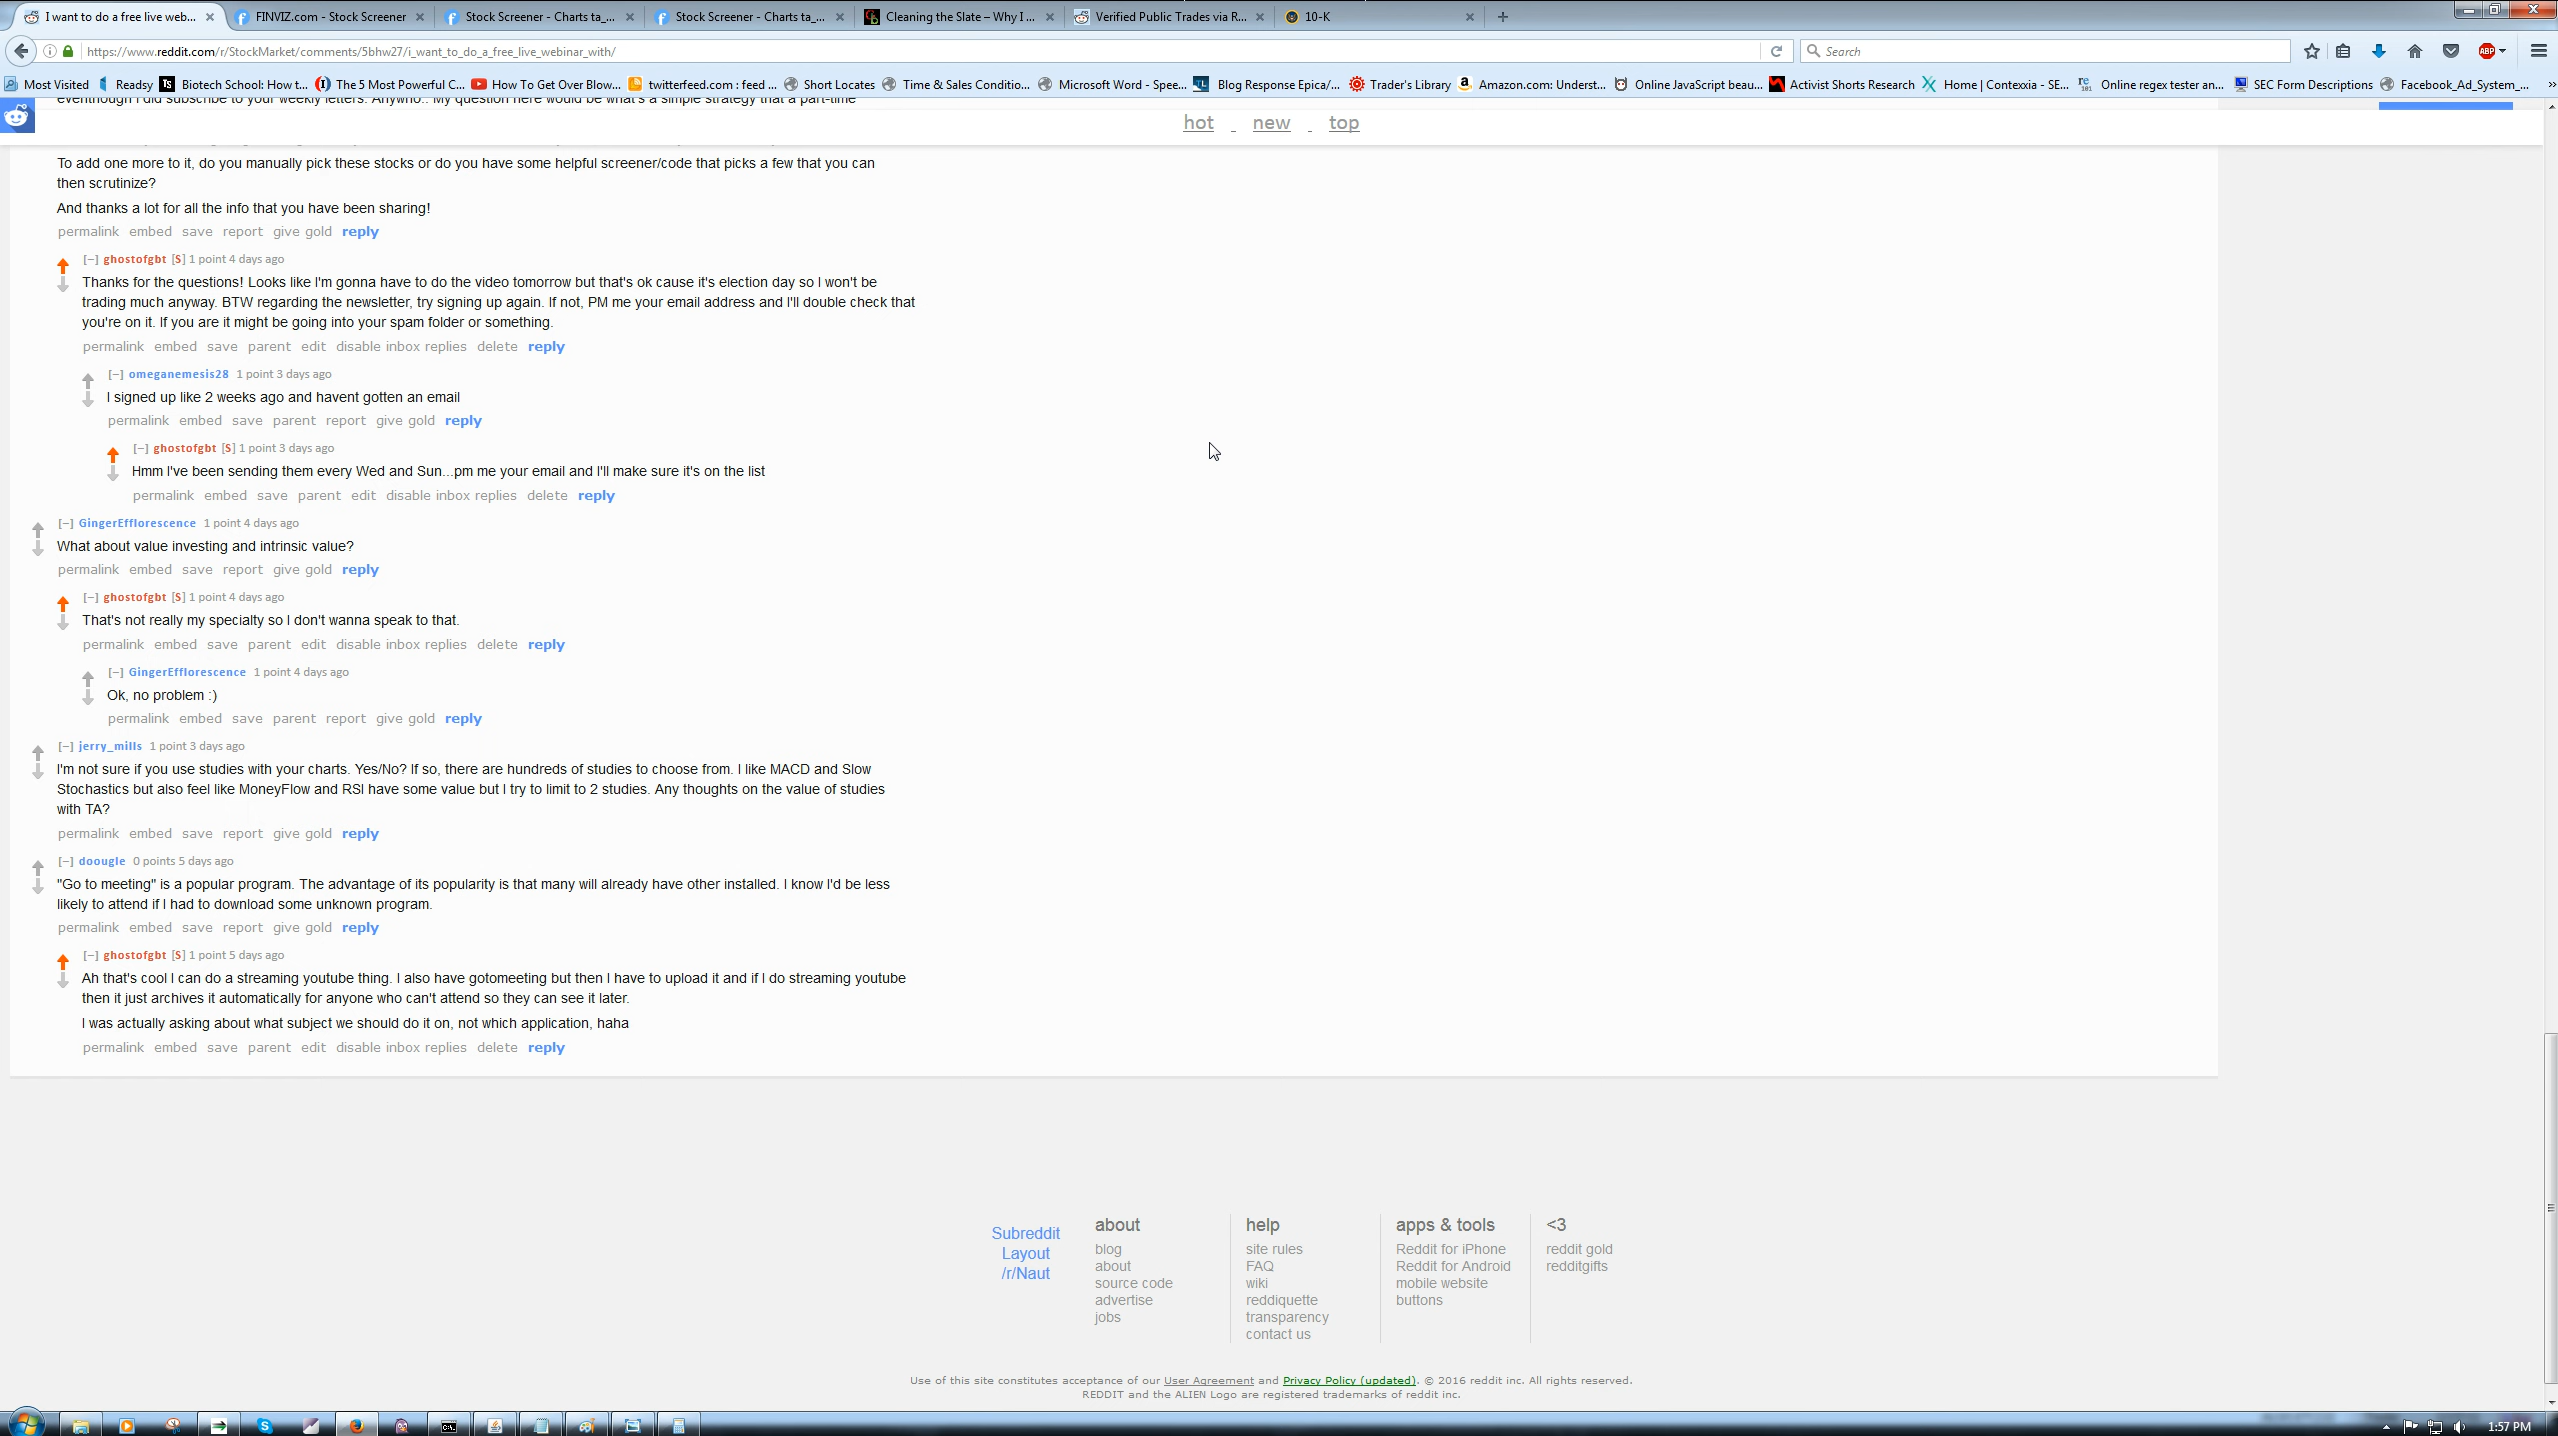 I want to do a free live web...
FINVIZ.com - Stock Screener
Stock Screener - Charts ta_...
Stock Screener - Charts ta_...
Cleaning the Slate – Why I ...
Verified Public Trades via R...
10-K
https://www.reddit.com/r/StockMarket/comments/5bhw27/i_want_to_do_a_free_live_webinar_with/
Search
Most Visited
Readsy
Biotech School: How t...
The 5 Most Powerful C...
How To Get Over Blow...
twitterfeed.com : feed ...
Short Locates
Time & Sales Conditio...
Microsoft Word - Spee...
Blog Response Epica/...
Trader's Library
Amazon.com: Underst...
Online JavaScript beau...
Activist Shorts Research
Home | Contexxia - SE...
Online regex tester an...
SEC Form Descriptions
Facebook_Ad_System_...
eventhough I did subscribe to your weekly letters. Anywho.. My question here would be what's a simple strategy that a part-time
hot new top
To add one more to it, do you manually pick these stocks or do you have some helpful screener/code that picks a few that you can
then scrutinize?
And thanks a lot for all the info that you have been sharing!
permalink embed save report give gold reply
[–] ghostofgbt [S] 1 point 4 days ago
Thanks for the questions! Looks like I'm gonna have to do the video tomorrow but that's ok cause it's election day so I won't be
trading much anyway. BTW regarding the newsletter, try signing up again. If not, PM me your email address and I'll double check that
you're on it. If you are it might be going into your spam folder or something.
permalink embed save parent edit disable inbox replies delete reply
[–] omeganemesis28 1 point 3 days ago
I signed up like 2 weeks ago and havent gotten an email
permalink embed save parent report give gold reply
[–] ghostofgbt [S] 1 point 3 days ago
Hmm I've been sending them every Wed and Sun...pm me your email and I'll make sure it's on the list
permalink embed save parent edit disable inbox replies delete reply
[–] GingerEfflorescence 1 point 4 days ago
What about value investing and intrinsic value?
permalink embed save report give gold reply
[–] ghostofgbt [S] 1 point 4 days ago
That's not really my specialty so I don't wanna speak to that.
permalink embed save parent edit disable inbox replies delete reply
[–] GingerEfflorescence 1 point 4 days ago
Ok, no problem :)
permalink embed save parent report give gold reply
[–] jerry_mills 1 point 3 days ago
I'm not sure if you use studies with your charts. Yes/No? If so, there are hundreds of studies to choose from. I like MACD and Slow
Stochastics but also feel like MoneyFlow and RSI have some value but I try to limit to 2 studies. Any thoughts on the value of studies
with TA?
permalink embed save report give gold reply
[–] doougle 0 points 5 days ago
"Go to meeting" is a popular program. The advantage of its popularity is that many will already have other installed. I know I'd be less
likely to attend if I had to download some unknown program.
permalink embed save report give gold reply
[–] ghostofgbt [S] 1 point 5 days ago
Ah that's cool I can do a streaming youtube thing. I also have gotomeeting but then I have to upload it and if I do streaming youtube
then it just archives it automatically for anyone who can't attend so they can see it later.
I was actually asking about what subject we should do it on, not which application, haha
permalink embed save parent edit disable inbox replies delete reply
Subreddit
Layout
/r/Naut
about
blog
about
source code
advertise
jobs
help
site rules
FAQ
wiki
reddiquette
transparency
contact us
apps & tools
Reddit for iPhone
Reddit for Android
mobile website
buttons
<3
reddit gold
redditgifts
Use of this site constitutes acceptance of our User Agreement and Privacy Policy (updated). © 2016 reddit inc. All rights reserved.
REDDIT and the ALIEN Logo are registered trademarks of reddit inc.
1:57 PM